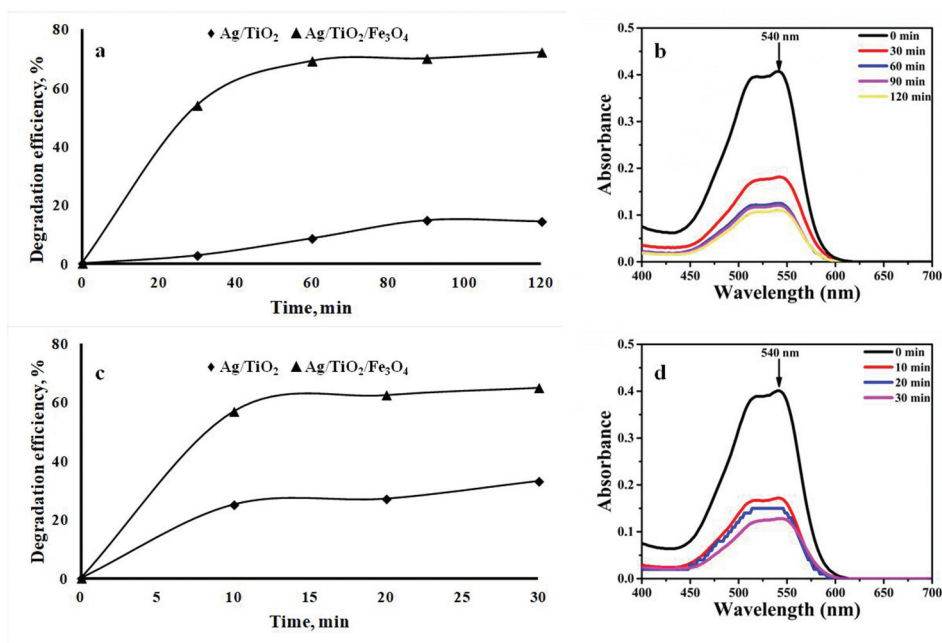 a
Ag/TiO₂ Ag/TiO₂/Fe₃O₄
Degradation efficiency, %
80
60
40
20
0
0 20 40 60 80 100 120
Time, min
b
540 nm
0 min
30 min
60 min
90 min
120 min
Absorbance
0.5
0.4
0.3
0.2
0.1
0.0
400 450 500 550 600 650 700
Wavelength (nm)
c
Ag/TiO₂ Ag/TiO₂/Fe₃O₄
Degradation efficiency, %
80
60
40
20
0
0 5 10 15 20 25 30
Time, min
d
540 nm
0 min
10 min
20 min
30 min
Absorbance
0.5
0.4
0.3
0.2
0.1
0.0
400 450 500 550 600 650 700
Wavelength (nm)